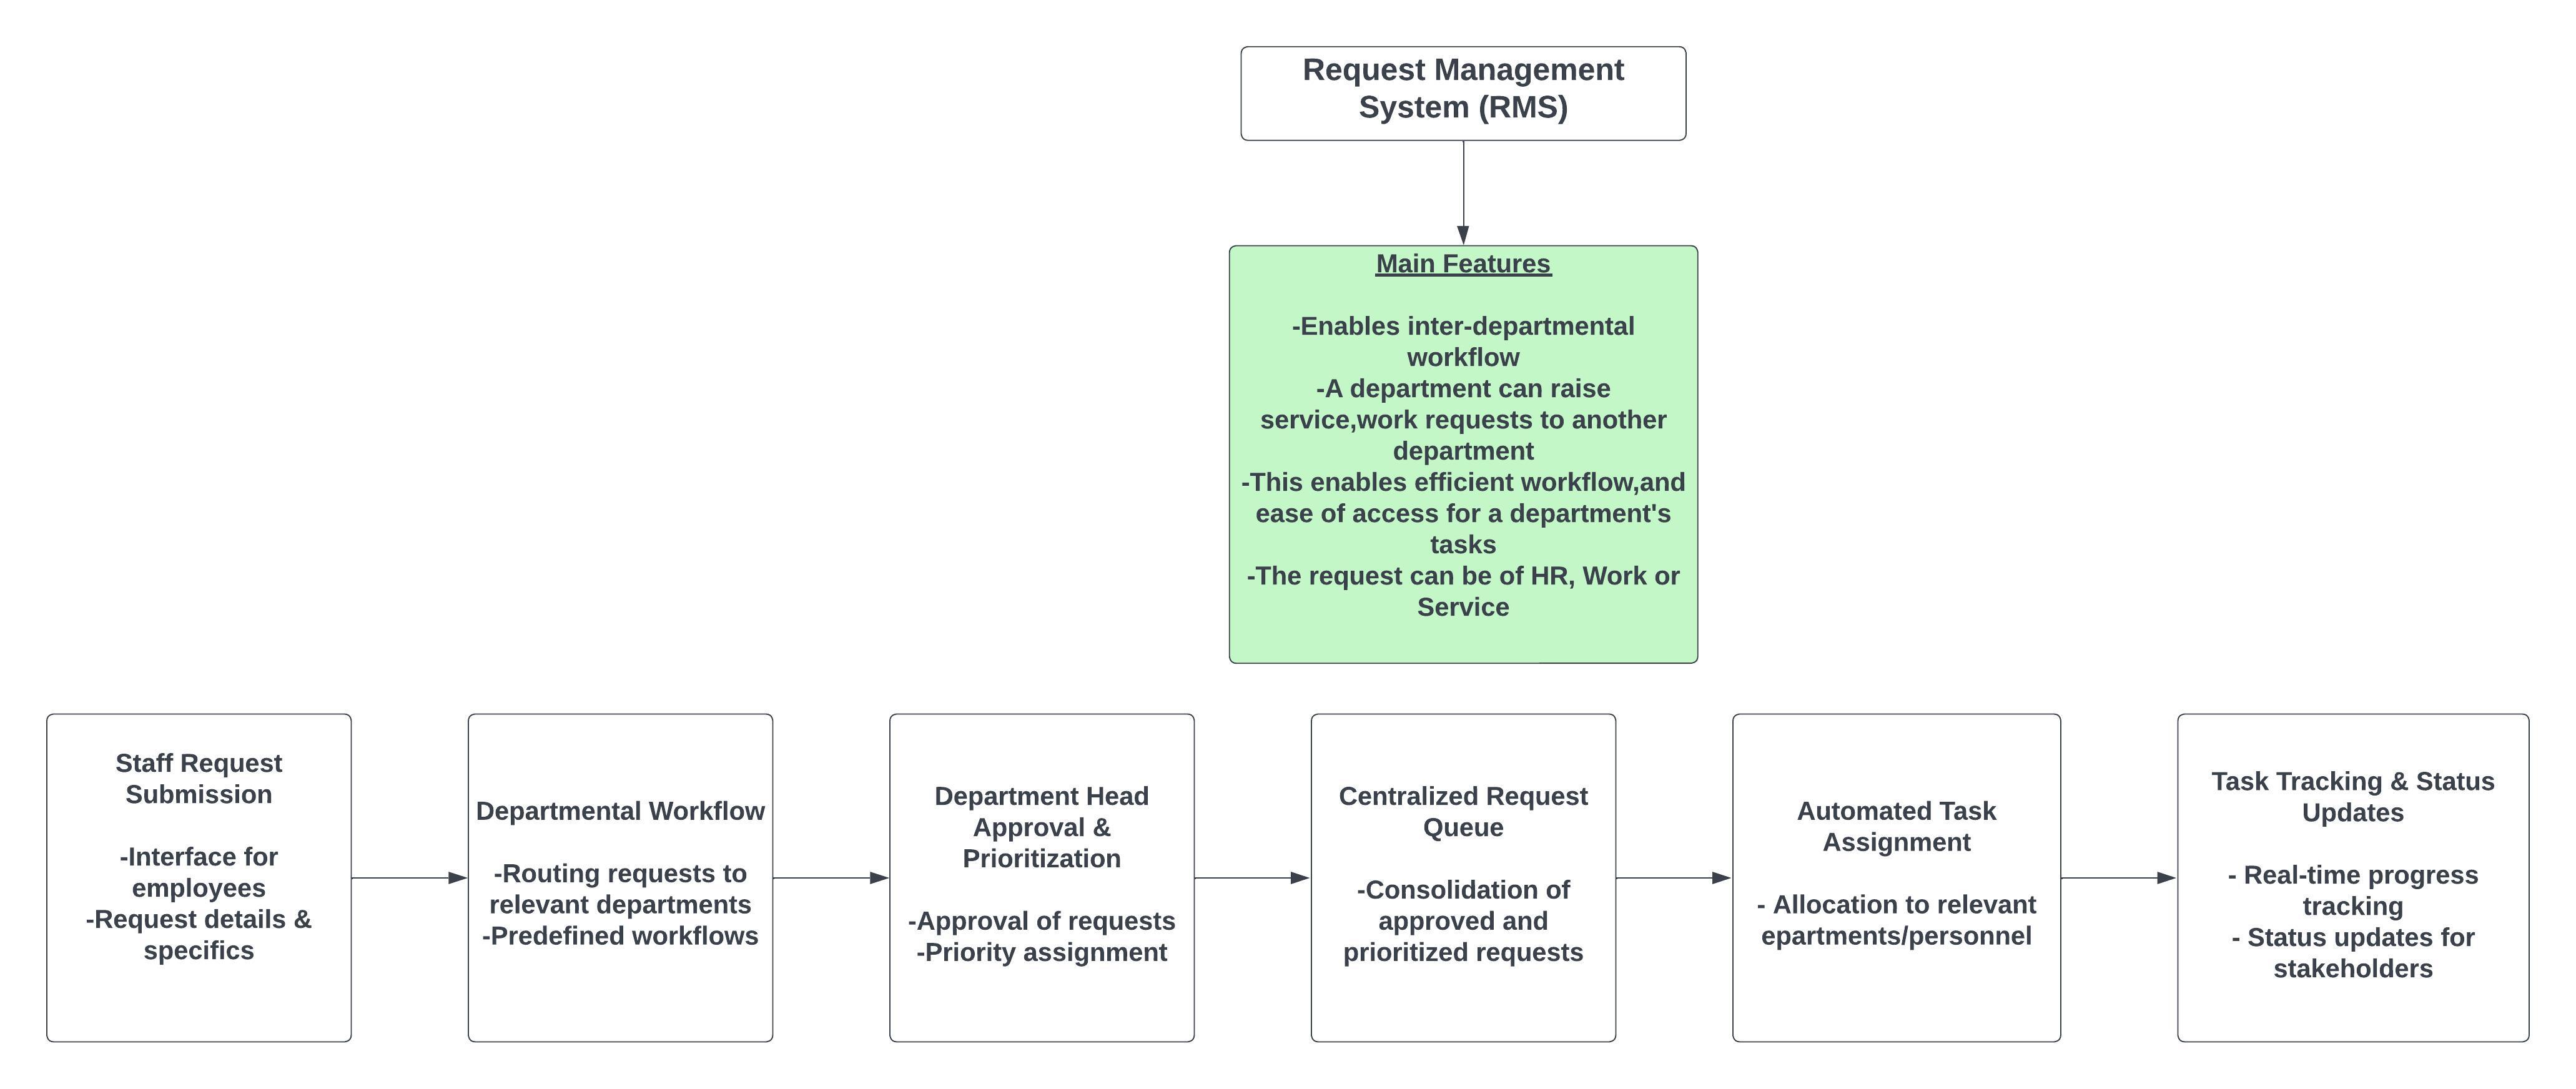 Request Management
System (RMS)
Main Features
-Enables inter-departmental
workflow
-A department can raise
service,work requests to another
department
-This enables efficient workflow,and
ease of access for a department's
tasks
-The request can be of HR, Work or
Service
Staff Request
Submission
-Interface for
employees
-Request details &
specifics
Departmental Workflow
-Routing requests to
relevant departments
-Predefined workflows
Department Head
Approval &
Prioritization
-Approval of requests
-Priority assignment
Centralized Request
Queue
-Consolidation of
approved and
prioritized requests
Automated Task
Assignment
- Allocation to relevant
epartments/personnel
Task Tracking & Status
Updates
- Real-time progress
tracking
- Status updates for
stakeholders